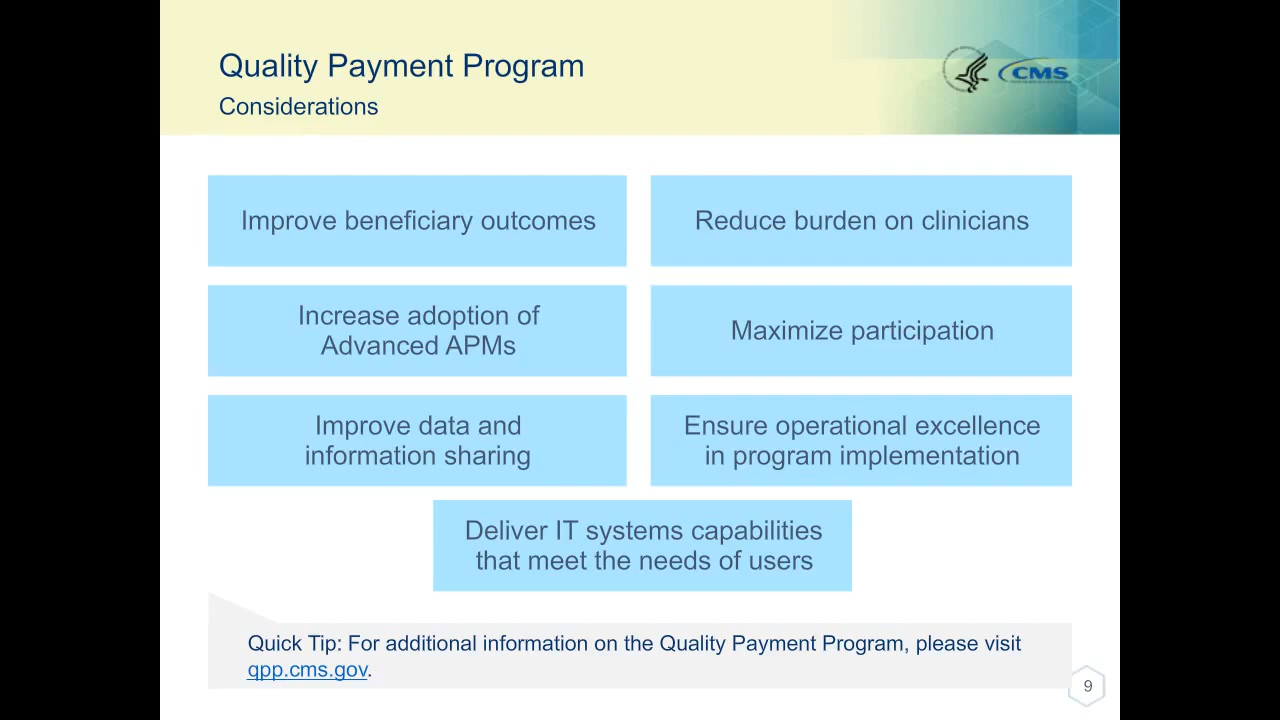 Quality Payment Program
Considerations
CMS
Improve beneficiary outcomes
Reduce burden on clinicians
Increase adoption of
Advanced APMs
Maximize participation
Improve data and
information sharing
Ensure operational excellence
in program implementation
Deliver IT systems capabilities
that meet the needs of users
Quick Tip: For additional information on the Quality Payment Program, please visit
qpp.cms.gov.
9